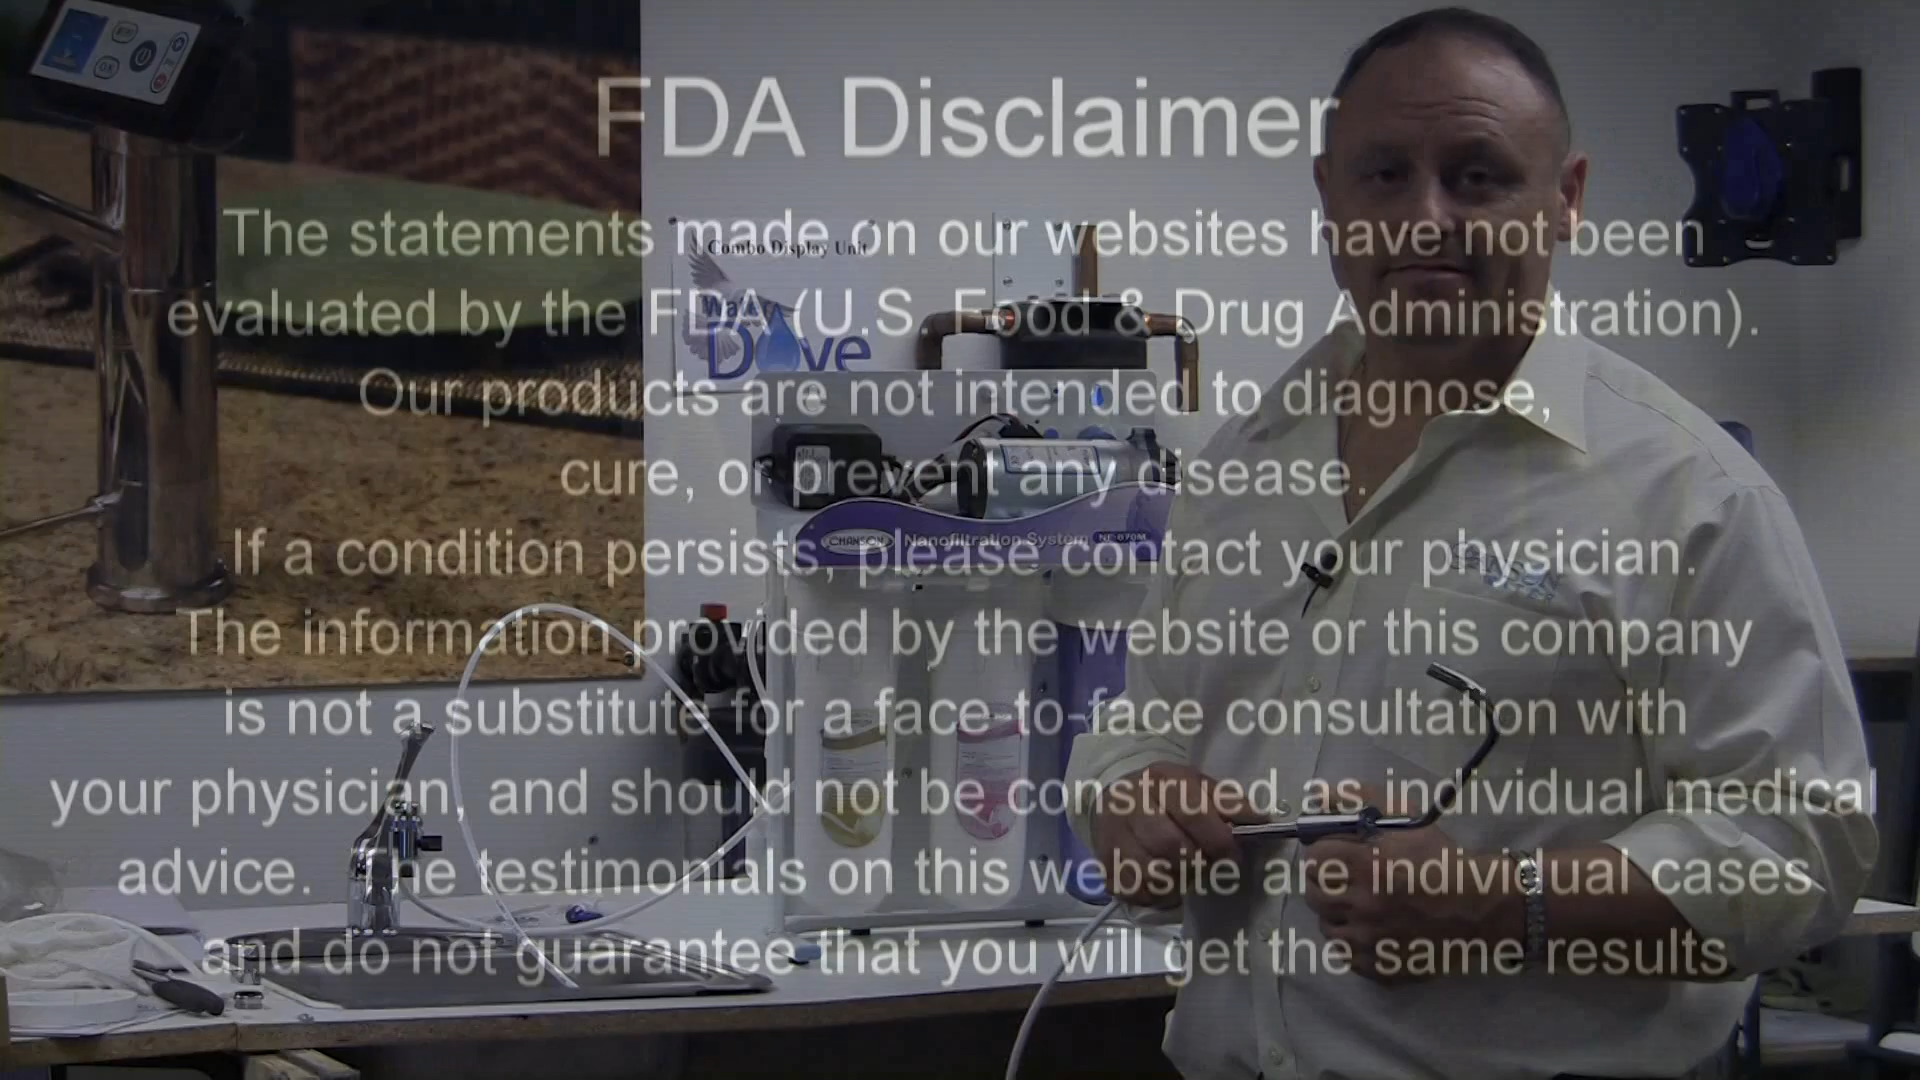 FDA Disclaimer
The statements made on our websites have not been
evaluated by the FDA (U.S. Food & Drug Administration).
Our products are not intended to diagnose,
cure, or prevent any disease.
If a condition persists, please contact your physician.
The information provided by the website or this company
is not a substitute for a face-to-face consultation with
your physician, and should not be construed as individual medical
advice. The testimonials on this website are individual cases
and do not guarantee that you will get the same results
Combo Display Unit
Water
Dove
CHANSON Nanofiltration System